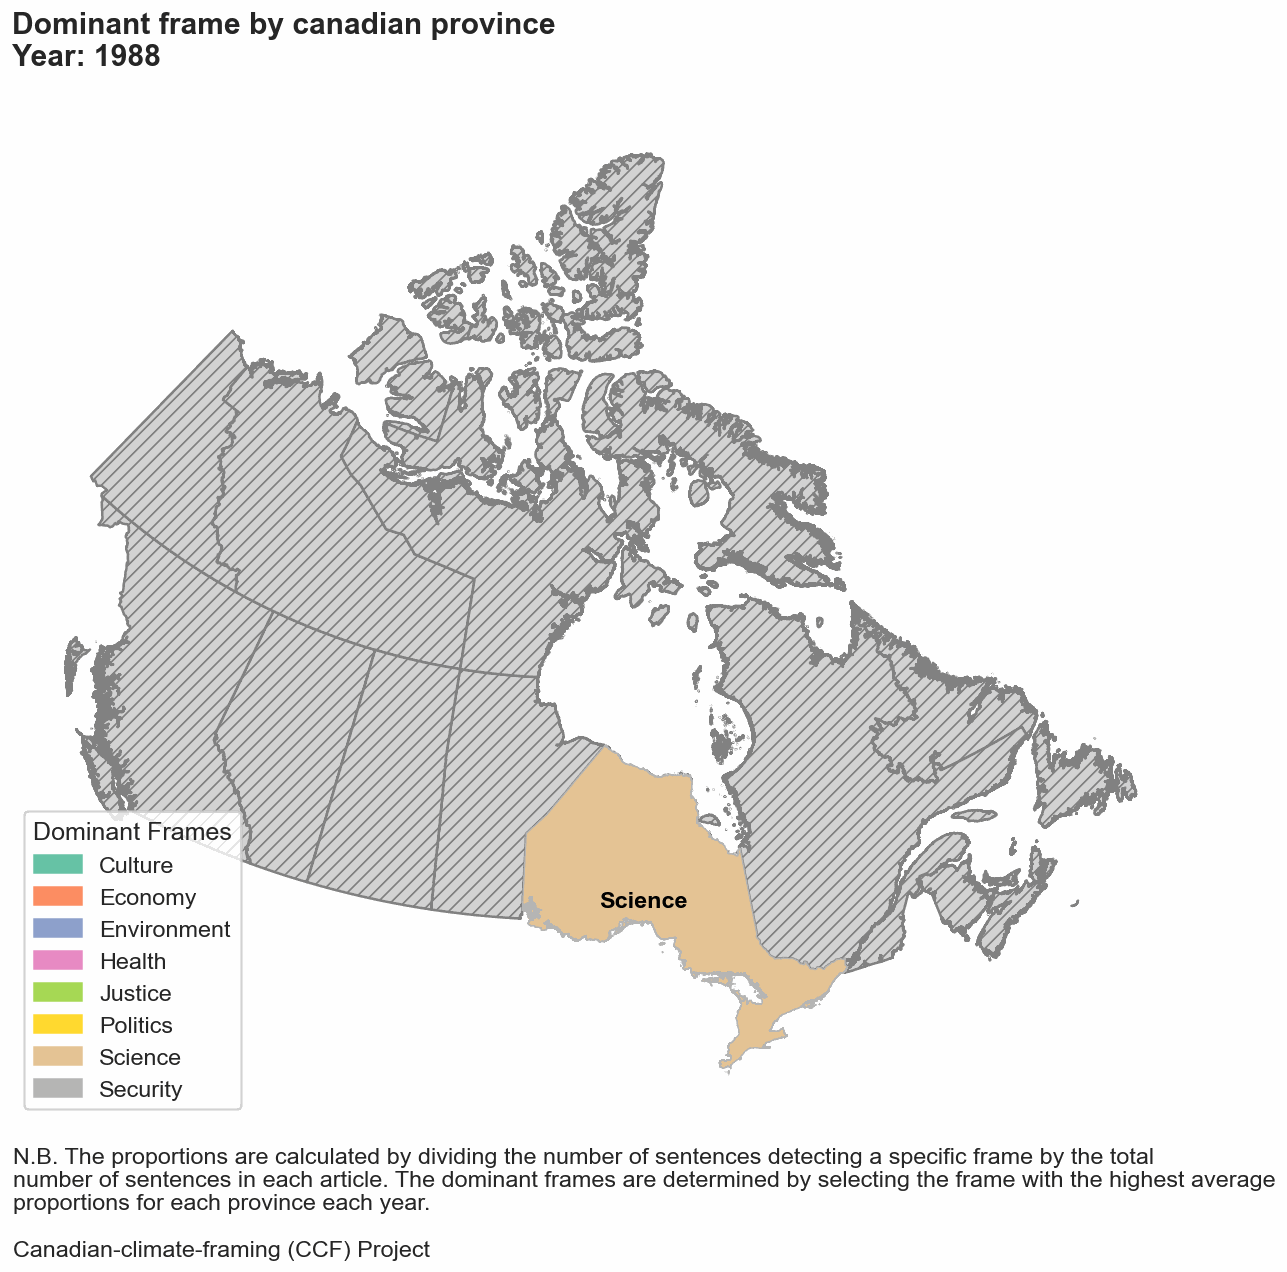 Dominant frame by canadian province
Year: 1988
Science
Dominant Frames
Culture
Economy
Environment
Health
Justice
Politics
Science
Security
N.B. The proportions are calculated by dividing the number of sentences detecting a specific frame by the total
number of sentences in each article. The dominant frames are determined by selecting the frame with the highest average
proportions for each province each year.
Canadian-climate-framing (CCF) Project